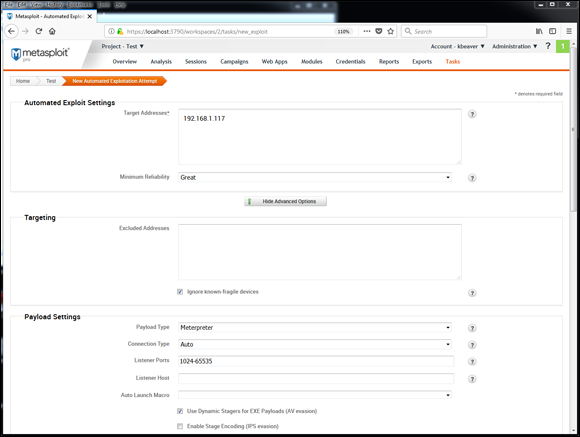 File Edit View History Bookmarks Tools Help
Metasploit - Automated Exploi
https://localhost:3790/workspaces/2/tasks/new_exploit
110%
Search
metasploit
pro
Project - Test ▼
Account - kbeaver ▼
Administration ▼
?
1
Overview
Analysis
Sessions
Campaigns
Web Apps
Modules
Credentials
Reports
Exports
Tasks
Home
Test
New Automated Exploitation Attempt
* denotes required field
Automated Exploit Settings
Target Addresses*
192.168.1.117
?
Minimum Reliability
Great
?
Hide Advanced Options
Targeting
Excluded Addresses
Ignore known-fragile devices
?
Payload Settings
Payload Type
Meterpreter
?
Connection Type
Auto
?
Listener Ports
1024-65535
?
Listener Host
?
Auto Launch Macro
Use Dynamic Stagers for EXE Payloads (AV evasion)
Enable Stage Encoding (IPS evasion)